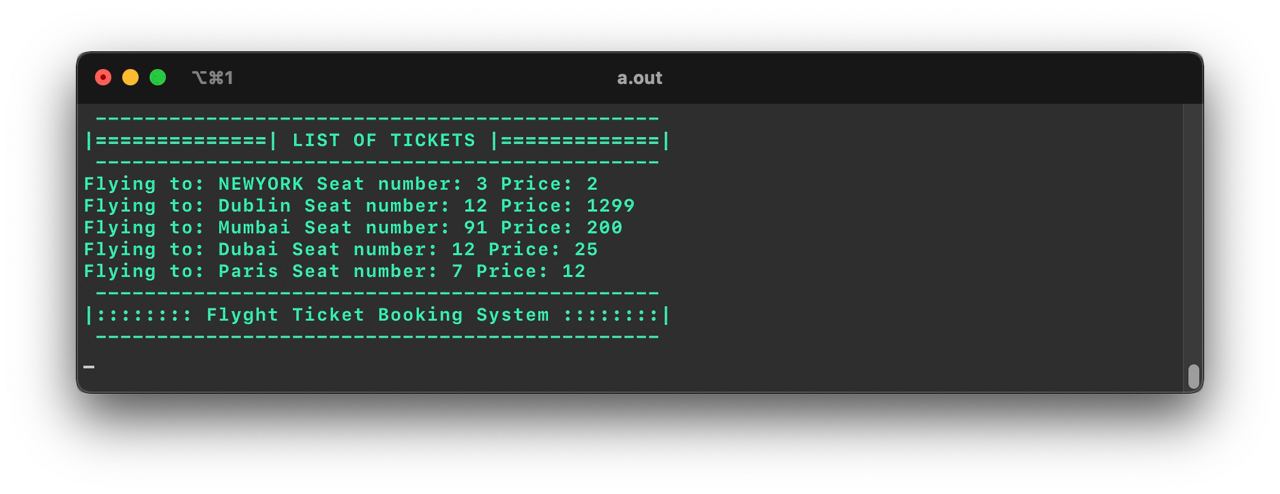 ⌥⌘1
a.out
----------------------------------------------
|==============| LIST OF TICKETS |=============|
----------------------------------------------
Flying to: NEWYORK Seat number: 3 Price: 2
Flying to: Dublin Seat number: 12 Price: 1299
Flying to: Mumbai Seat number: 91 Price: 200
Flying to: Dubai Seat number: 12 Price: 25
Flying to: Paris Seat number: 7 Price: 12
----------------------------------------------
|:::::::: Flyght Ticket Booking System ::::::::|
----------------------------------------------